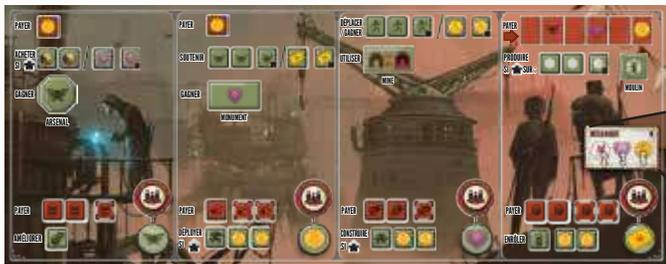 PAYER
ACHETER
SI
GAGNER
ARSENAL
PAYER
AMÉLIORER
PAYER
SOUTENIR
GAGNER
MONUMENT
PAYER
DÉPLOYER
SI
DÉPLACER
/ GAGNER
UTILISER
MINE
PAYER
CONSTRUIRE
SI
PAYER
PRODUIRE
SI SUR...
MOULIN
MÉCANIQUE
PAYER
ENRÔLER